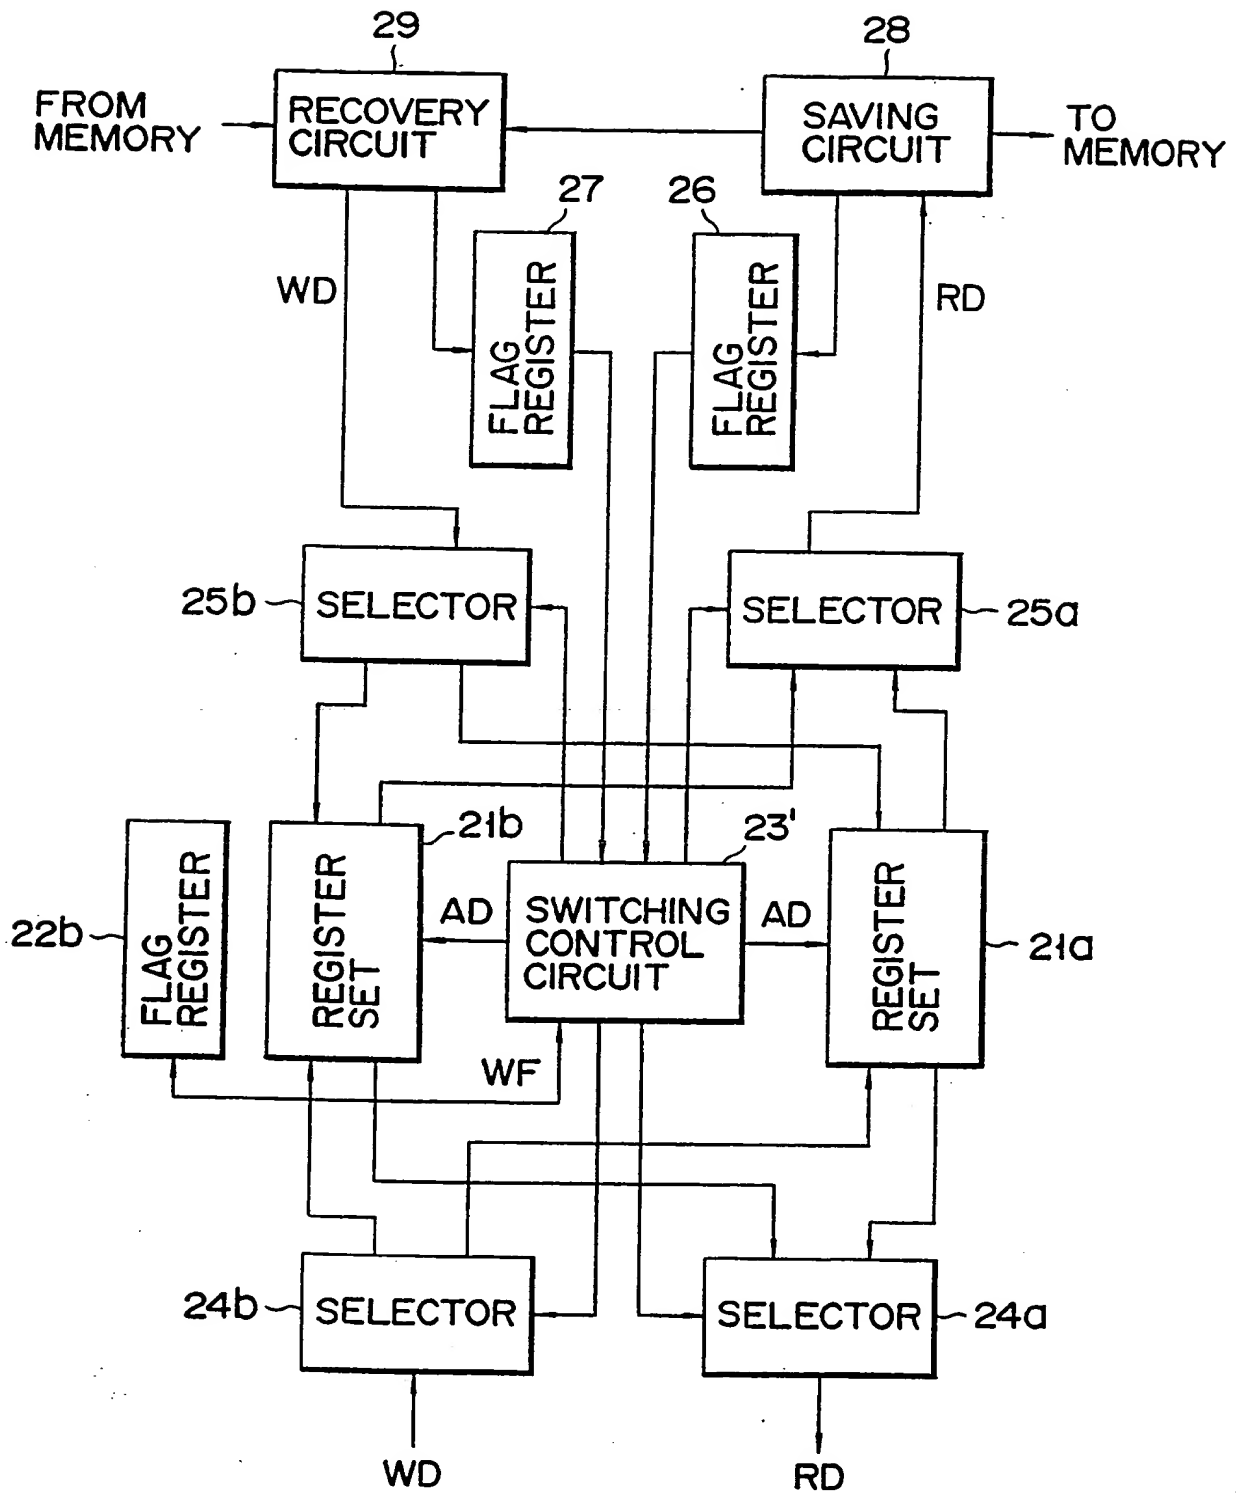 29
28
FROM
MEMORY
RECOVERY
CIRCUIT
SAVING
CIRCUIT
TO
MEMORY
27
26
WD
FLAG
REGISTER
FLAG
REGISTER
RD
25b
SELECTOR
SELECTOR
25a
21b
23'
22b
FLAG
REGISTER
REGISTER
SET
AD
SWITCHING
CONTROL
CIRCUIT
AD
REGISTER
SET
21a
WF
24b
SELECTOR
SELECTOR
24a
WD
RD